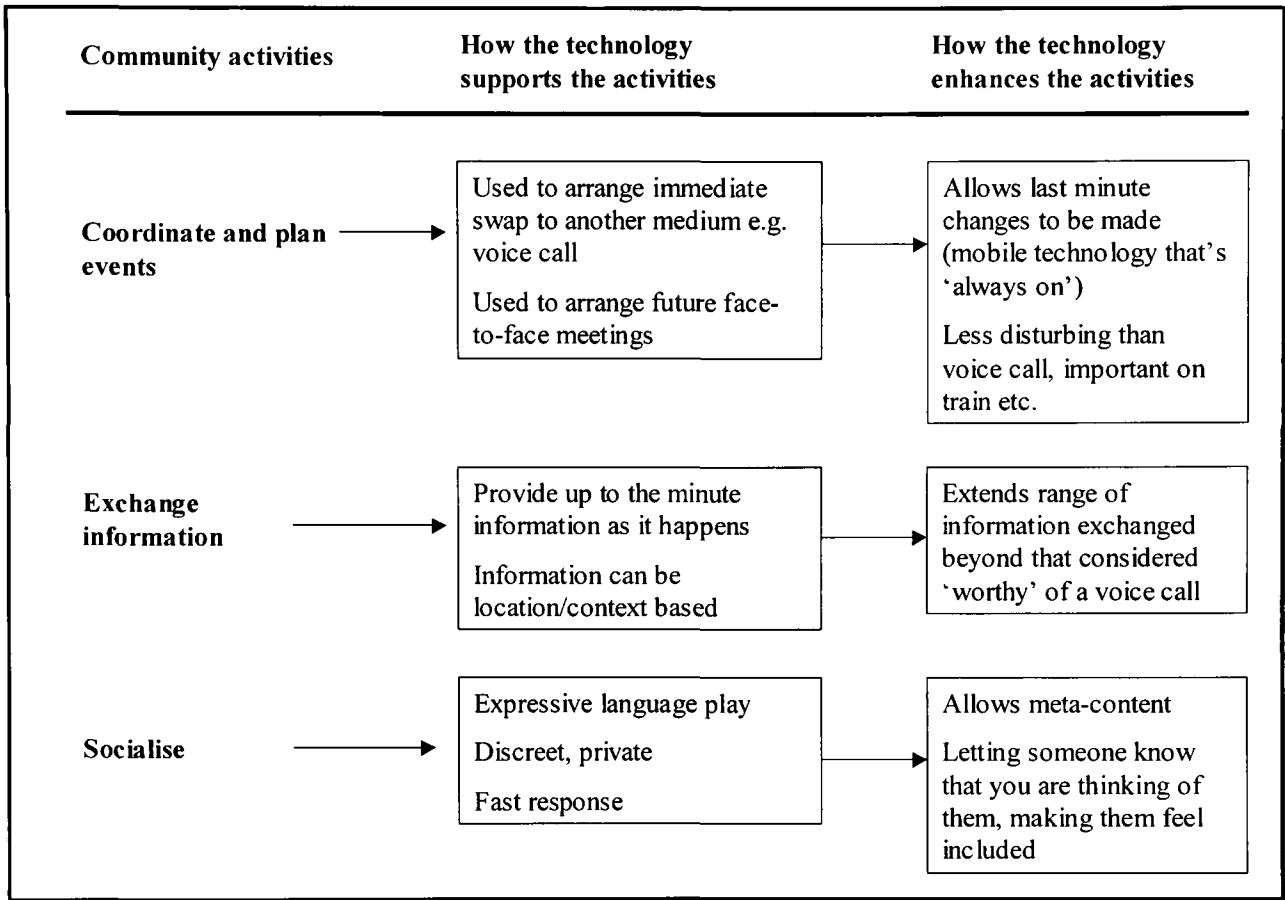 Community activities
How the technology
supports the activities
How the technology
enhances the activities
Coordinate and plan
events
Used to arrange immediate
swap to another medium e.g.
voice call
Used to arrange future face-
to-face meetings
Allows last minute
changes to be made
(mobile technology that's
‘always on’)
Less disturbing than
voice call, important on
train etc.
Exchange
information
Provide up to the minute
information as it happens
Information can be
location/context based
Extends range of
information exchanged
beyond that considered
‘worthy’ of a voice call
Socialise
Expressive language play
Discreet, private
Fast response
Allows meta-content
Letting someone know
that you are thinking of
them, making them feel
included